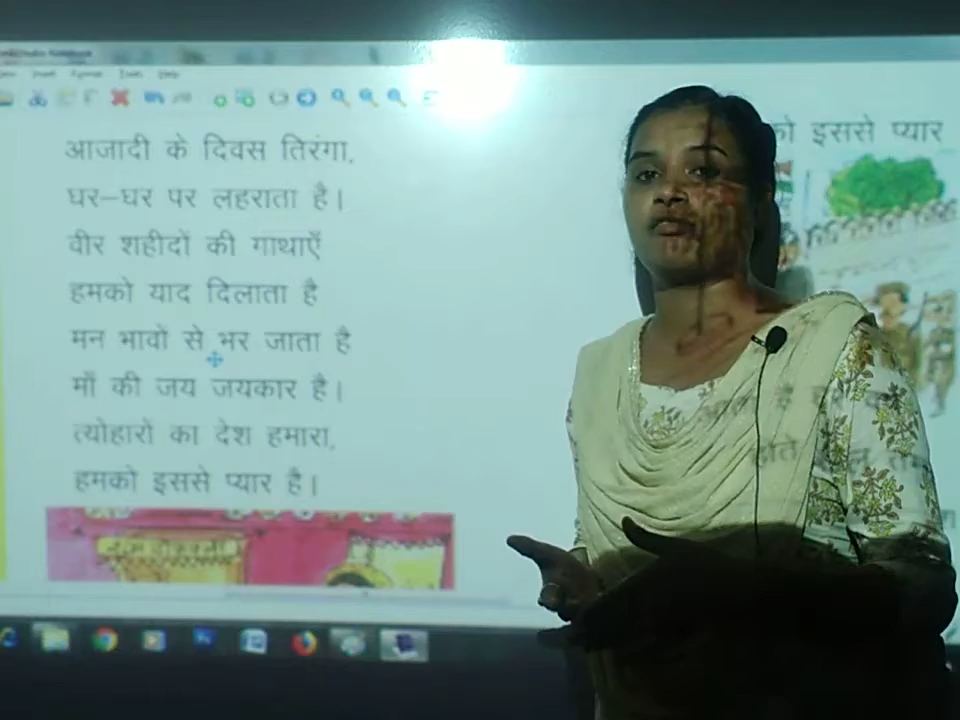 आजादी के दिवस तिरंगा,
घर–घर पर लहराता है।
वीर शहीदों की गाथाएँ
हमको याद दिलाता है
मन भावो से भर जाता है
माँ की जय जयकार है।
त्योहारो का देश हमारा,
हमको इससे प्यार है।
को इससे प्यार